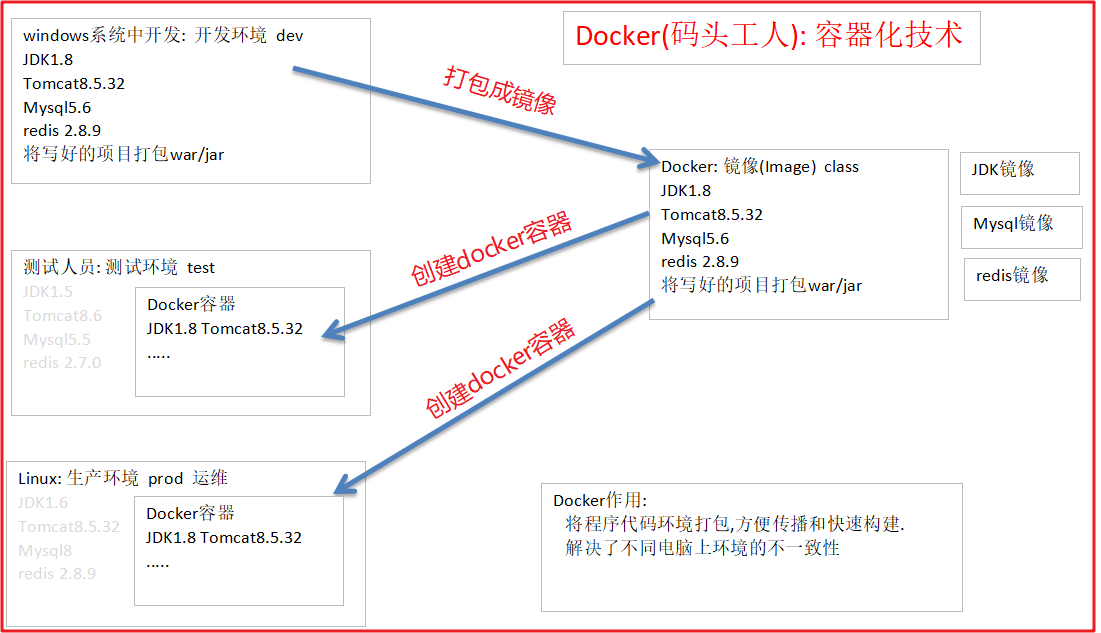 Docker(码头工人): 容器化技术
windows系统中开发: 开发环境 dev
JDK1.8
Tomcat8.5.32
Mysql5.6
redis 2.8.9
将写好的项目打包war/jar
打包成镜像
Docker: 镜像(Image) class
JDK1.8
Tomcat8.5.32
Mysql5.6
redis 2.8.9
将写好的项目打包war/jar
JDK镜像
Mysql镜像
redis镜像
创建docker容器
测试人员: 测试环境 test
JDK1.5
Tomcat8.6
Mysql5.5
redis 2.7.0
Docker容器
JDK1.8 Tomcat8.5.32
.....
创建docker容器
Linux: 生产环境 prod 运维
JDK1.6
Tomcat8.5.32
Mysql8
redis 2.8.9
Docker容器
JDK1.8 Tomcat8.5.32
.....
Docker作用:
将程序代码环境打包,方便传播和快速构建.
解决了不同电脑上环境的不一致性